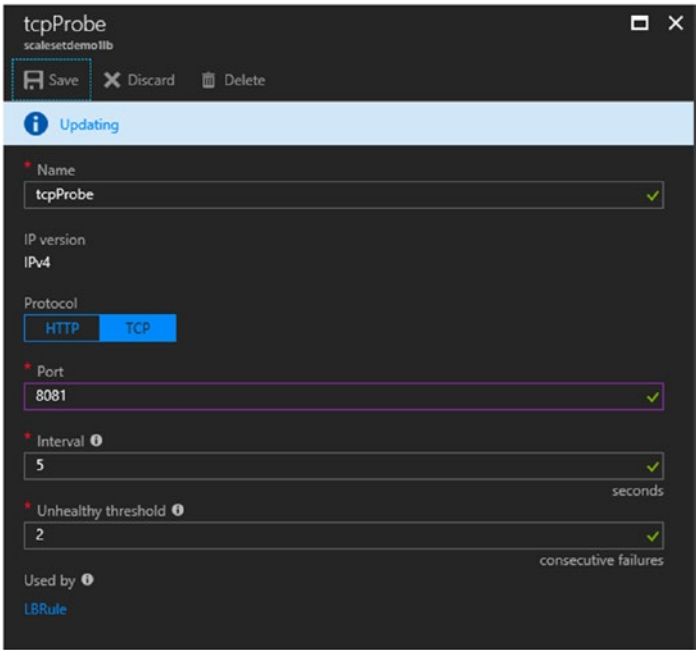 tcpProbe
scalesetdemo1lb
Save Discard Delete
Updating
* Name
tcpProbe
IP version
IPv4
Protocol
HTTP TCP
* Port
8081
* Interval
5
seconds
* Unhealthy threshold
2
consecutive failures
Used by
LBRule